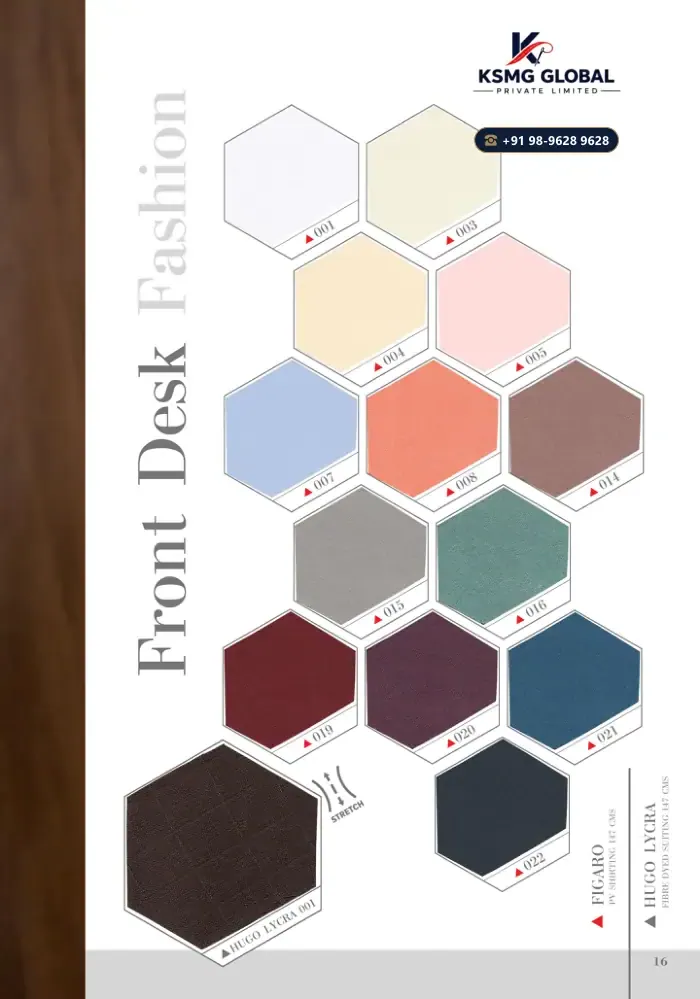 KSMG GLOBAL
PRIVATE LIMITED
+91 98-9628 9628
Front Desk Fashion
001
003
004
005
007
008
014
015
016
019
020
021
022
STRETCH
HUGO LYCRA 001
FIGARO
PV SHIRTING 147 CMS
HUGO LYCRA
FIBRE DYED SUITING 147 CMS
16